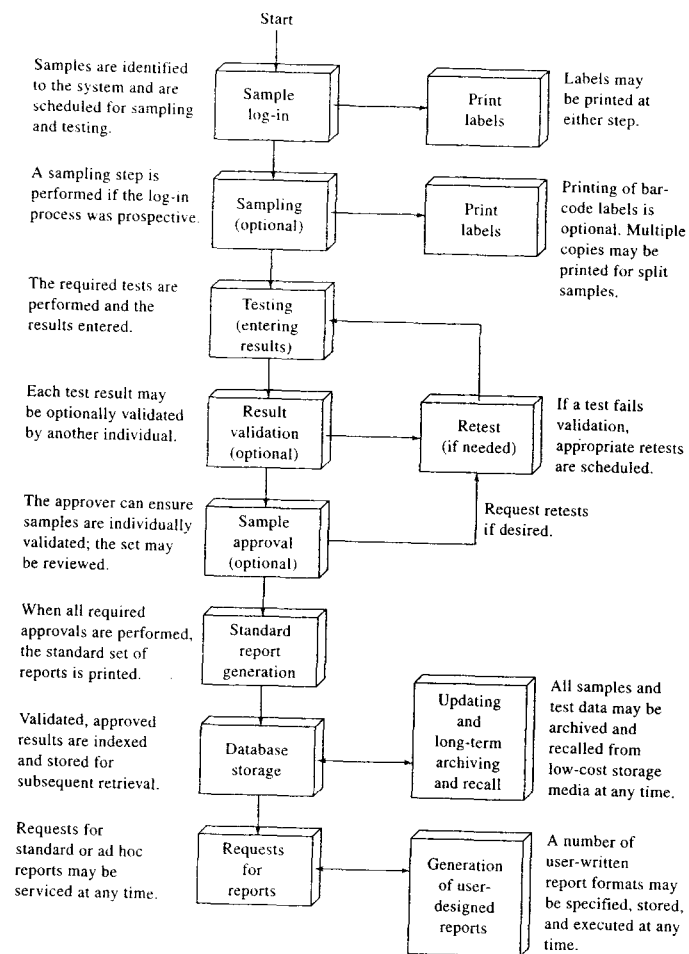 Start
Samples are identified
to the system and are
scheduled for sampling
and testing.
Sample
log-in
Print
labels
Labels may
be printed at
either step.
A sampling step is
performed if the log-in
process was prospective.
Sampling
(optional)
Print
labels
Printing of bar-
code labels is
optional. Multiple
copies may be
printed for split
samples.
The required tests are
performed and the
results entered.
Testing
(entering
results)
Each test result may
be optionally validated
by another individual.
Result
validation
(optional)
Retest
(if needed)
If a test fails
validation,
appropriate retests
are scheduled.
The approver can ensure
samples are individually
validated; the set may
be reviewed.
Sample
approval
(optional)
Request retests
if desired.
When all required
approvals are performed,
the standard set of
reports is printed.
Standard
report
generation
Validated, approved
results are indexed
and stored for
subsequent retrieval.
Database
storage
Updating
and
long-term
archiving
and recall
All samples and
test data may be
archived and
recalled from
low-cost storage
media at any time.
Requests for
standard or ad hoc
reports may be
serviced at any time.
Requests
for
reports
Generation
of user-
designed
reports
A number of
user-written
report formats may
be specified, stored,
and executed at any
time.